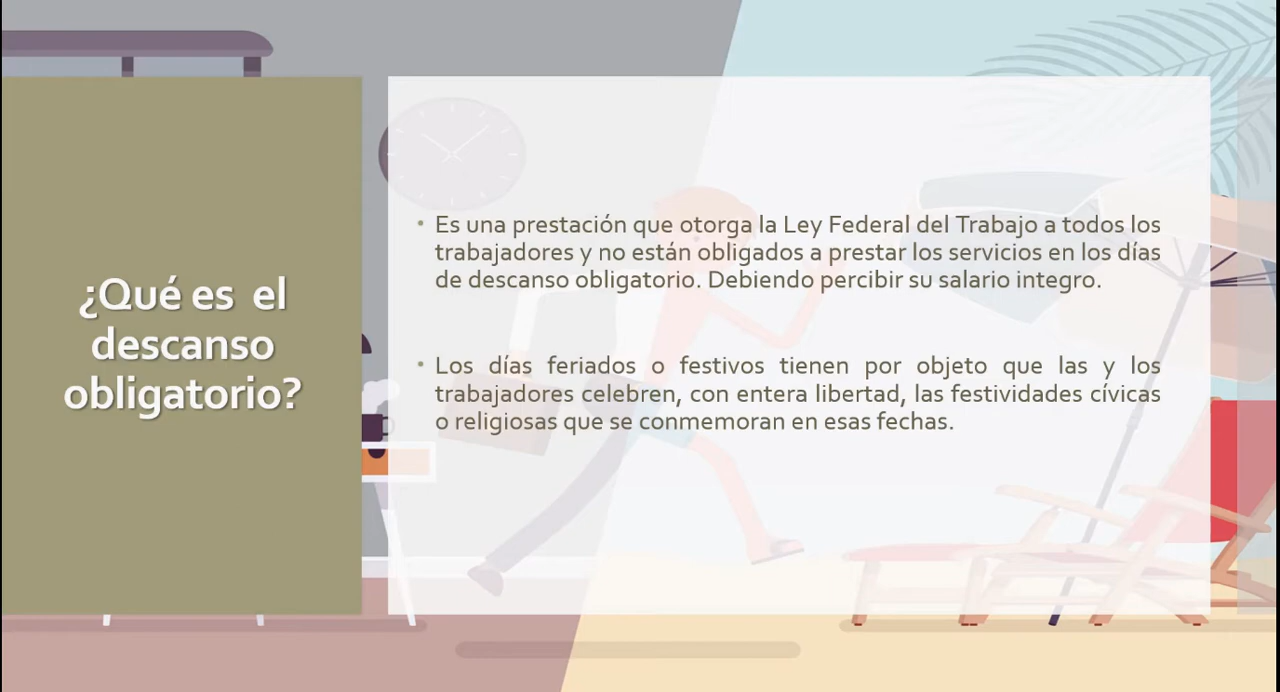 ¿Qué es el
descanso
obligatorio?
• Es una prestación que otorga la Ley Federal del Trabajo a todos los
trabajadores y no están obligados a prestar los servicios en los días
de descanso obligatorio. Debiendo percibir su salario integro.
• Los días feriados o festivos tienen por objeto que las y los
trabajadores celebren, con entera libertad, las festividades cívicas
o religiosas que se conmemoran en esas fechas.